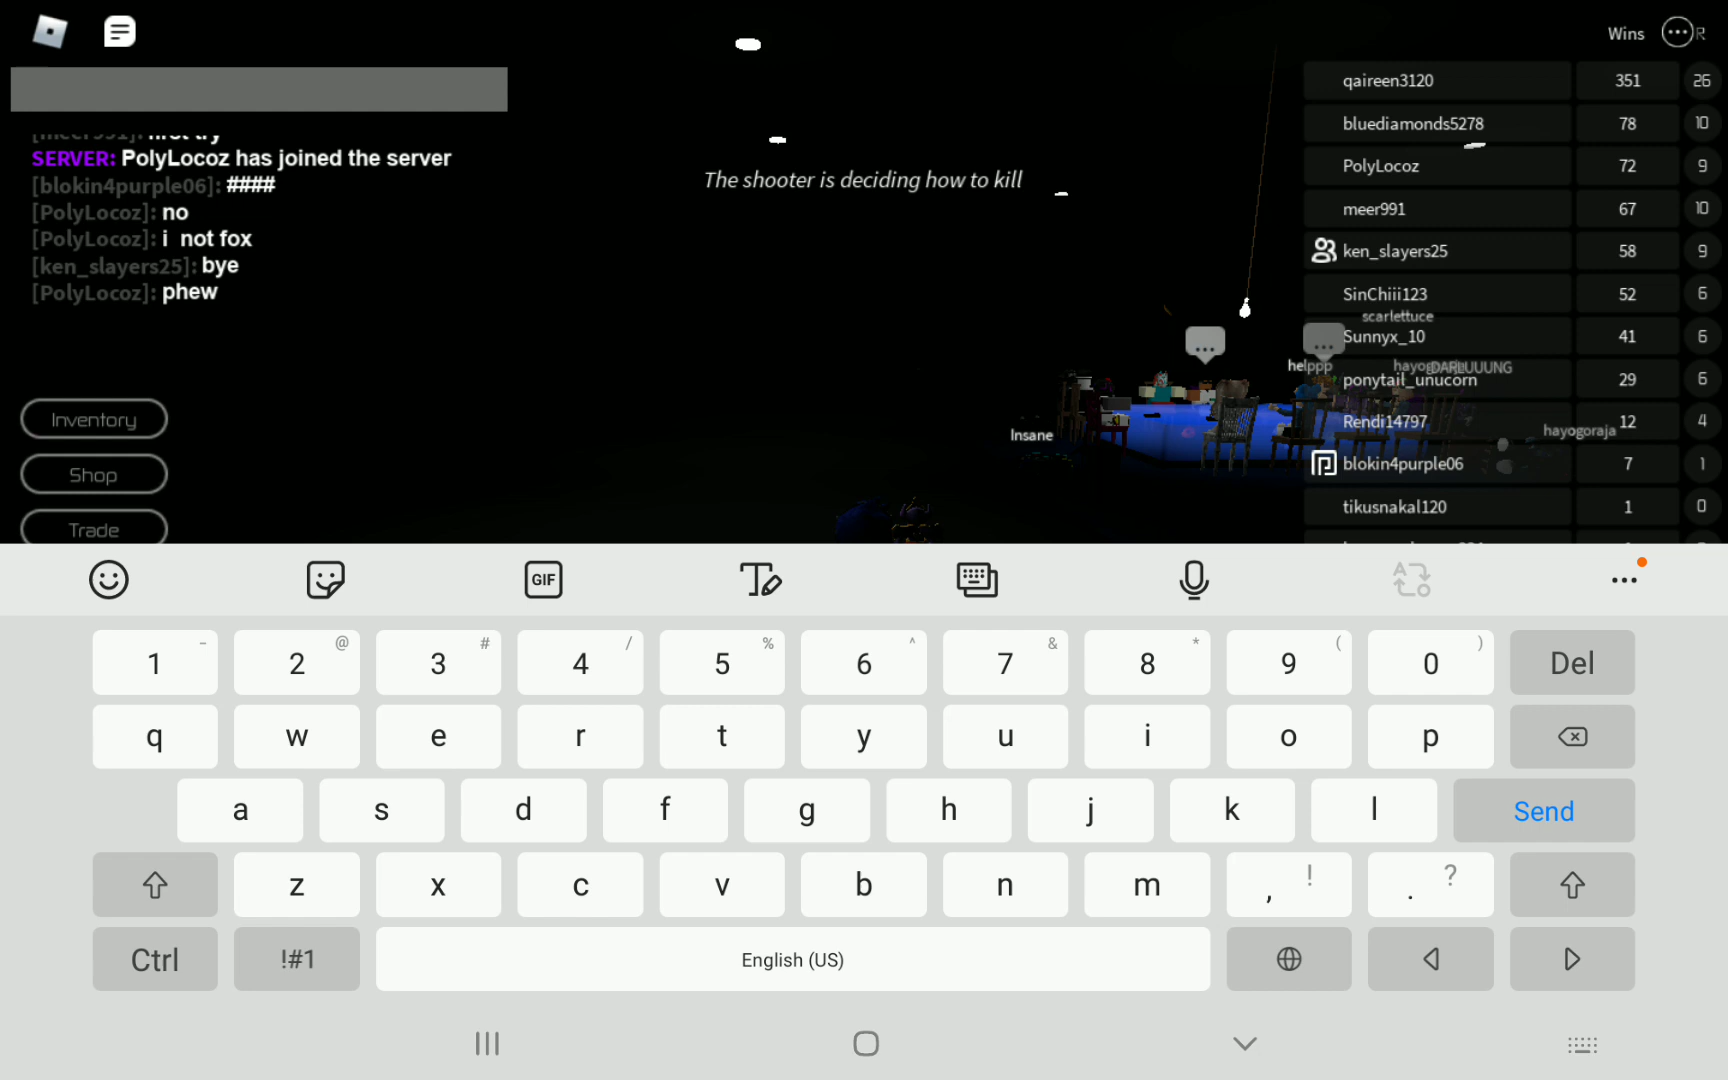 Wins
R
qaireen3120 351 26
bluediamonds5278 78 10
PolyLocoz 72 9
meer991 67 10
ken_slayers25 58 9
SinChiii123 52 6
scarlettuce
Sunnyx_10 41 6
ponytail_unucorn 29 6
Rendi14797 12 4
blokin4purple06 7 1
tikusnakal120 1 0
[meer991]: first try
SERVER: PolyLocoz has joined the server
[blokin4purple06]: ####
[PolyLocoz]: no
[PolyLocoz]: i not fox
[ken_slayers25]: bye
[PolyLocoz]: phew
The shooter is deciding how to kill
helppp
DARLUUUNG
Insane
hayogoraja
Inventory
Shop
Trade
GIF
1 - 2 @ 3 # 4 / 5 % 6 ^ 7 & 8 * 9 ( 0 ) Del
q w e r t y u i o p
a s d f g h j k l Send
z x c v b n m , ! . ?
Ctrl !#1 English (US)